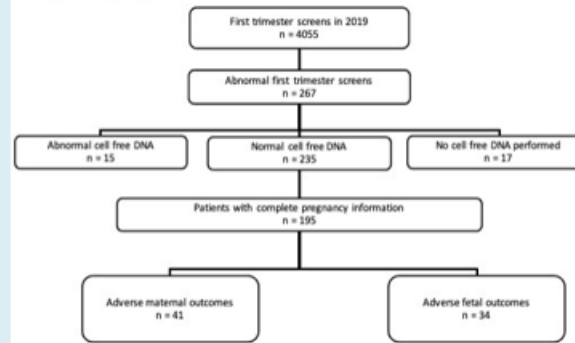 First trimester screens in 2019
n = 4055
Abnormal first trimester screens
n = 267
Abnormal cell free DNA
n = 15
Normal cell free DNA
n = 235
No cell free DNA performed
n = 17
Patients with complete pregnancy information
n = 195
Adverse maternal outcomes
n = 41
Adverse fetal outcomes
n = 34